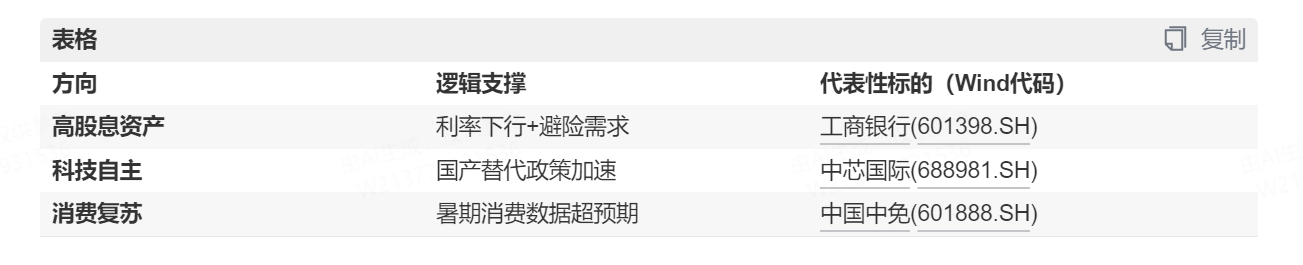 表格 复制
方向 逻辑支撑 代表性标的（Wind代码）
高股息资产 利率下行+避险需求 工商银行(601398.SH)
科技自主 国产替代政策加速 中芯国际(688981.SH)
消费复苏 暑期消费数据超预期 中国中免(601888.SH)